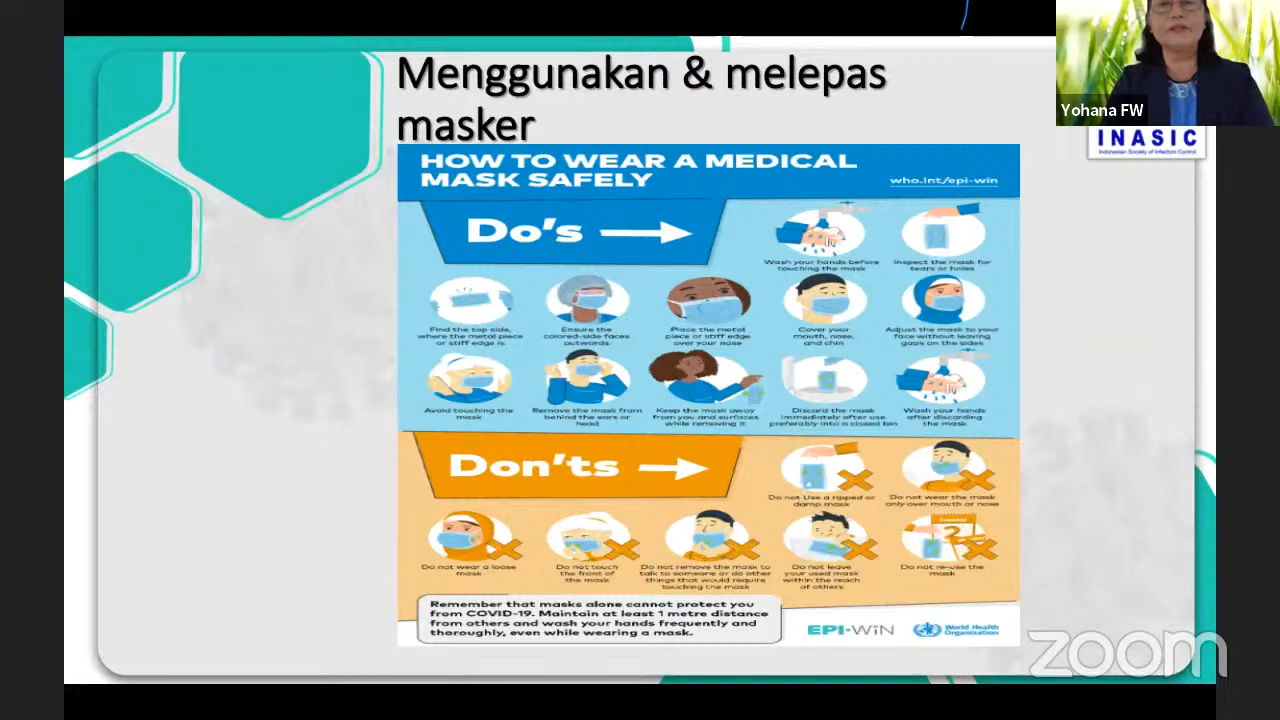 Menggunakan & melepas
masker
Yohana FW
INASIC
Indonesian Society of Infection Control
HOW TO WEAR A MEDICAL
MASK SAFELY
who.int/epi-win
Do's
Wash your hands before
touching the mask
Inspect the mask for
tears or holes
Find the top side,
where the metal piece
or stiff edge is
Ensure the
colored-side faces
outwards
Place the metal
piece or stiff edge
over your nose
Cover your
mouth, nose,
and chin
Adjust the mask to your
face without leaving
gaps on the sides
Avoid touching the
mask
Remove the mask from
behind the ears or
head
Keep the mask away
from you and surfaces
while removing it
Discard the mask
immediately after use
preferably into a closed bin
Wash your hands
after discarding
the mask
Don'ts
Do not Use a ripped or
damp mask
Do not wear the mask
only over mouth or nose
Do not wear a loose
mask
Do not touch
the front of
the mask
Do not remove the mask to
talk to someone or do other
things that would require
touching the mask
Do not leave
your used mask
within the reach
of others
Do not re-use the
mask
Remember that masks alone cannot protect you
from COVID-19. Maintain at least 1 metre distance
from others and wash your hands frequently and
thoroughly, even while wearing a mask.
EPI-WiN
World Health
Organization
zoom